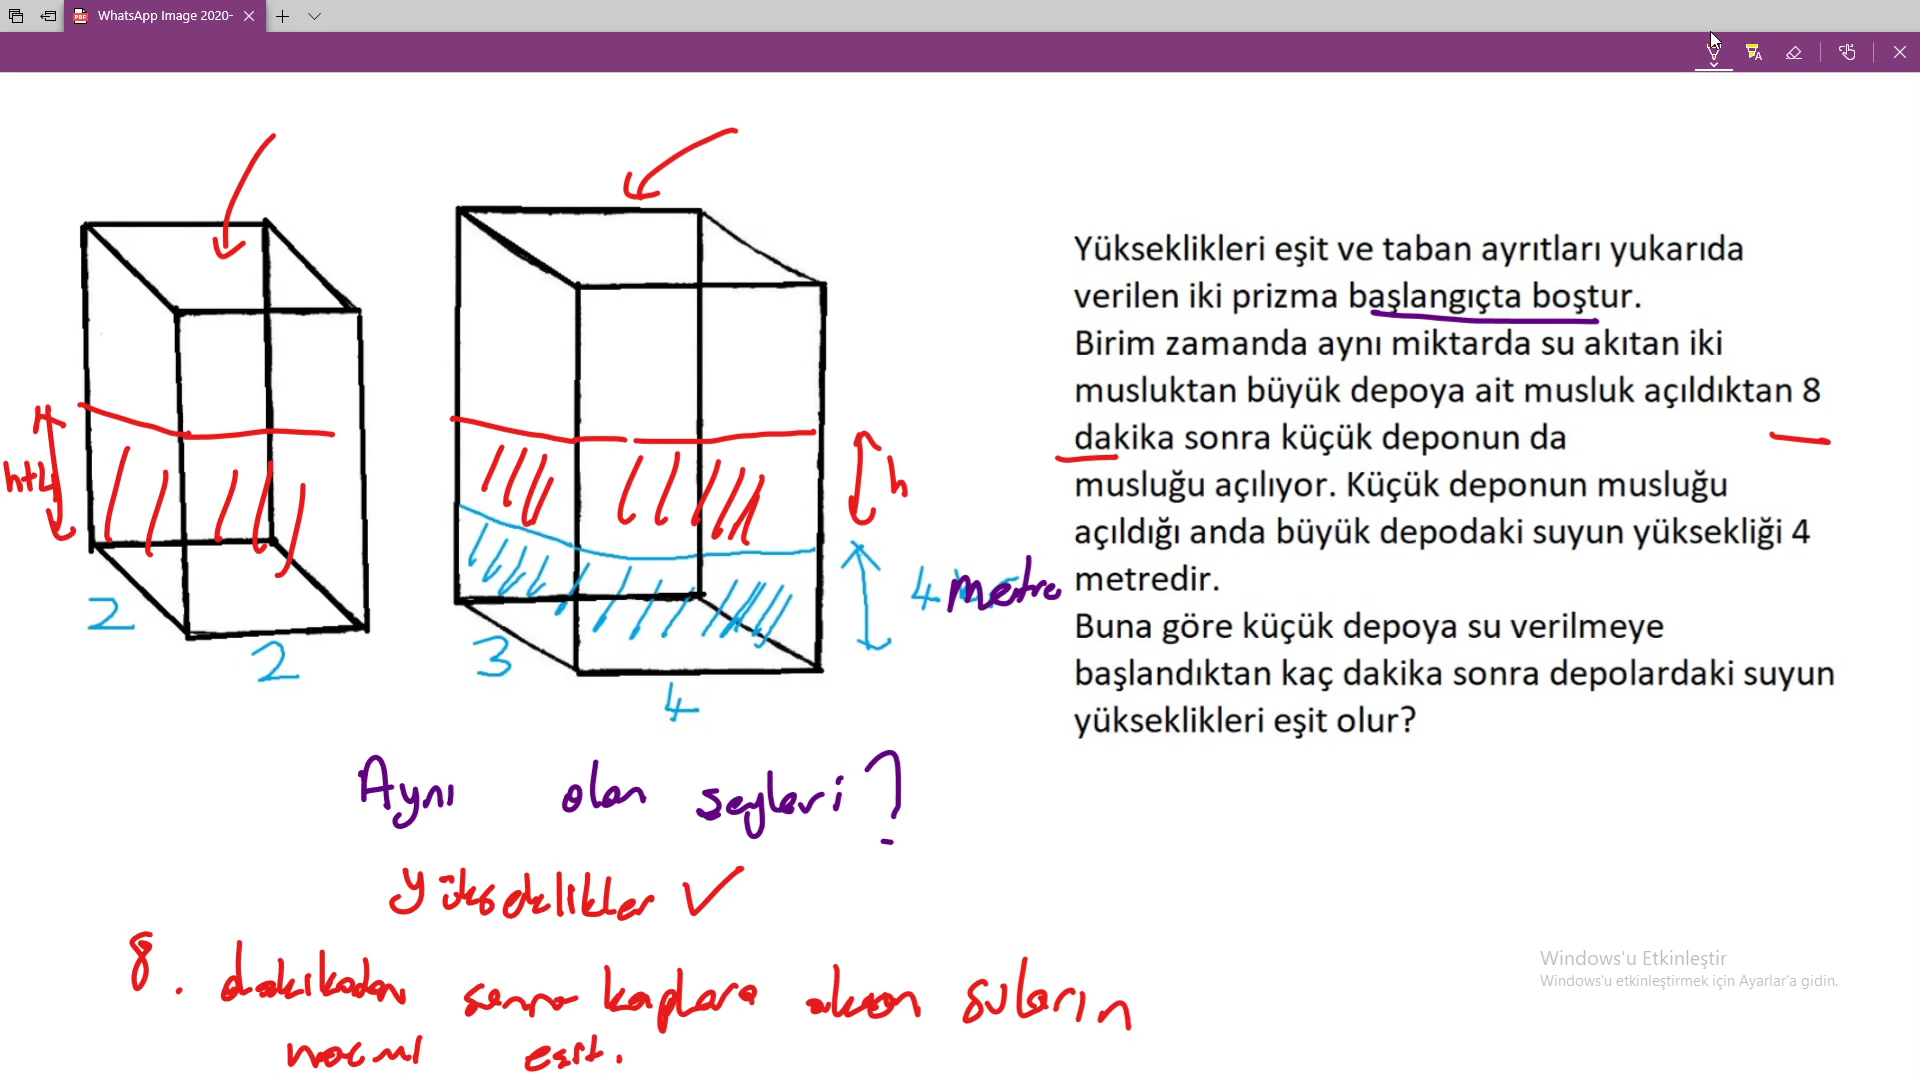 WhatsApp Image 2020-
Yükseklikleri eşit ve taban ayrıtları yukarıda
verilen iki prizma başlangıçta boştur.
Birim zamanda aynı miktarda su akıtan iki
musluktan büyük depoya ait musluk açıldıktan 8
dakika sonra küçük deponun da
musluğu açılıyor. Küçük deponun musluğu
açıldığı anda büyük depodaki suyun yüksekliği 4
metredir.
Buna göre küçük depoya su verilmeye
başlandıktan kaç dakika sonra depolardaki suyun
yükseklikleri eşit olur?
h+4
h
4 metre
2
2
3
4
Aynı olan şeyleri?
Yükseklikler ✓
8. dakikadan sonra kaplara akan suların
hacmi eşit.
Windows'u Etkinleştir
Windows'u etkinleştirmek için Ayarlar'a gidin.